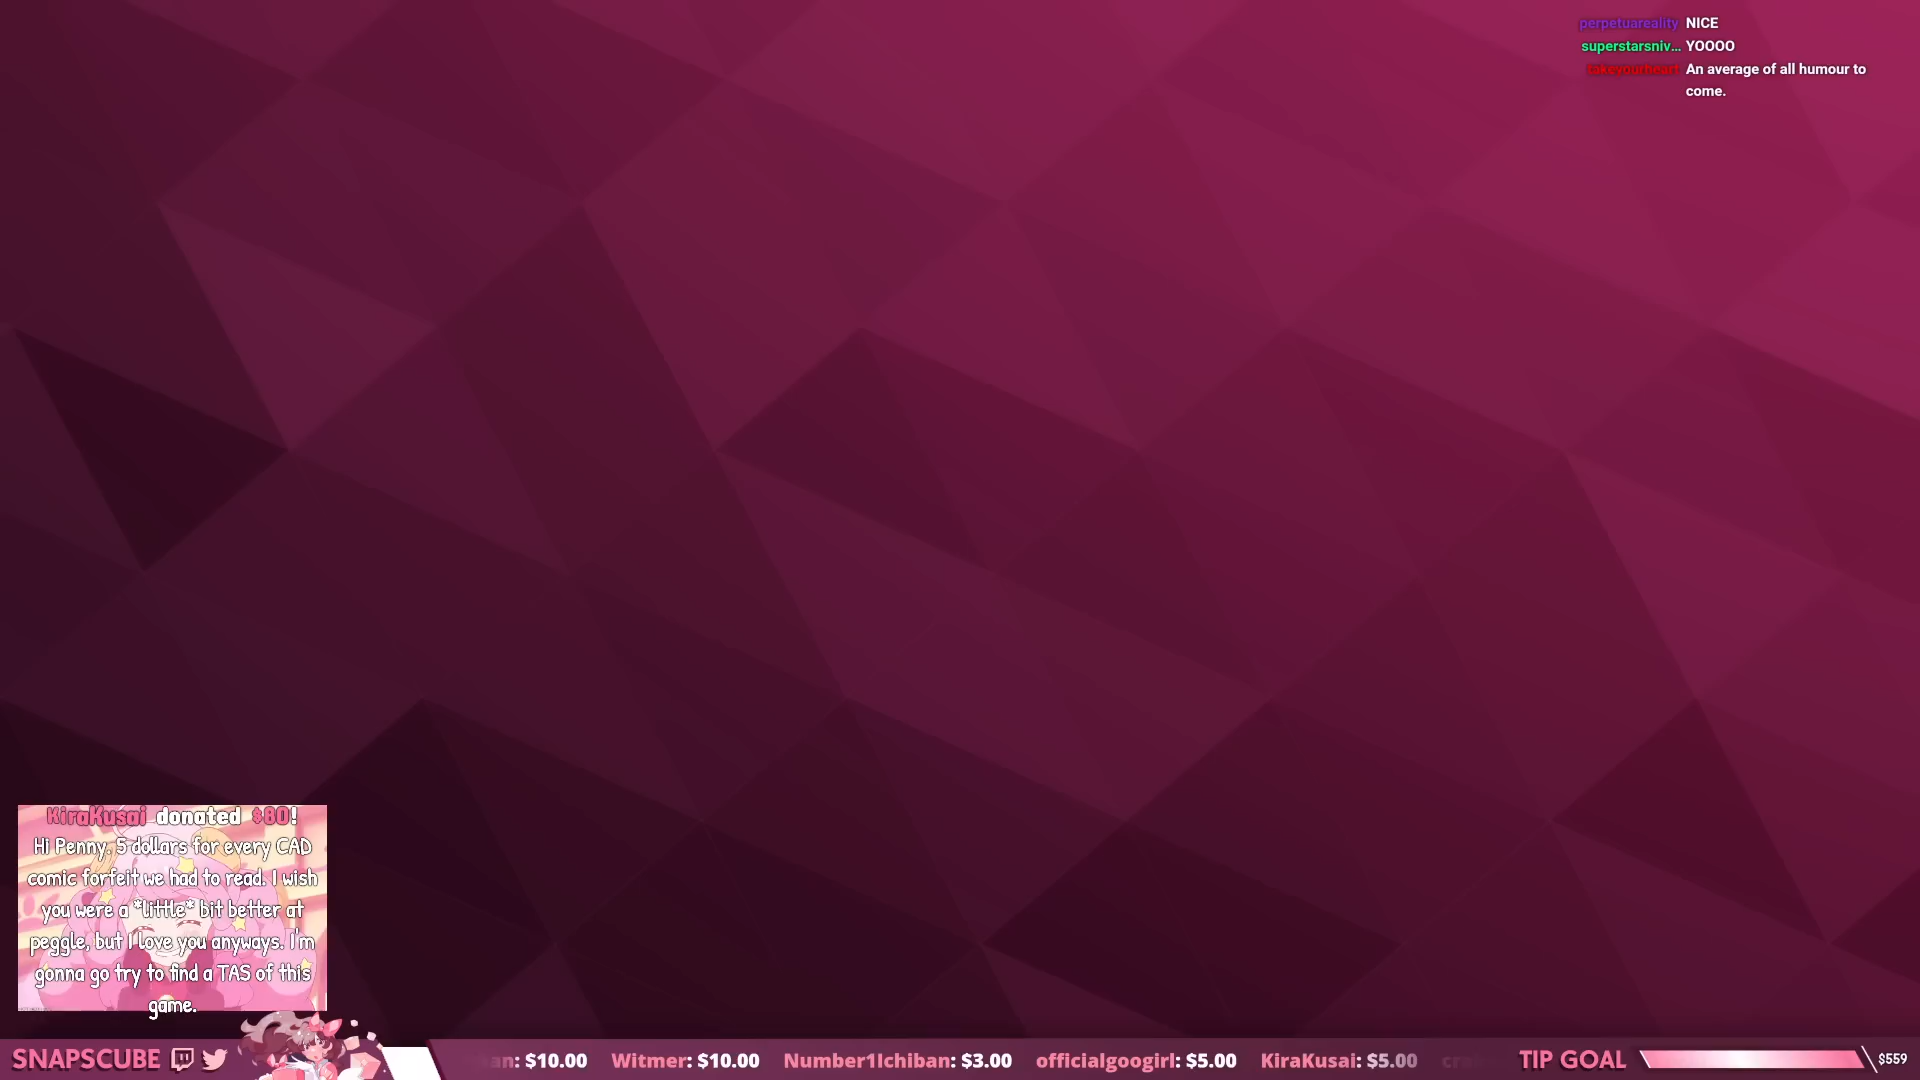 perpetuareality NICE
superstarsniv... YOOOO
takeyourheart An average of all humour to
come.
KiraKusai donated $80!
Hi Penny. 5 dollars for every CAD
comic forfeit we had to read. I wish
you were a *little* bit better at
peggle, but I love you anyways. I'm
gonna go try to find a TAS of this
game.
SNAPSCUBE an: $10.00 Witmer: $10.00 Number1Ichiban: $3.00 officialgoogirl: $5.00 KiraKusai: $5.00 TIP GOAL $559